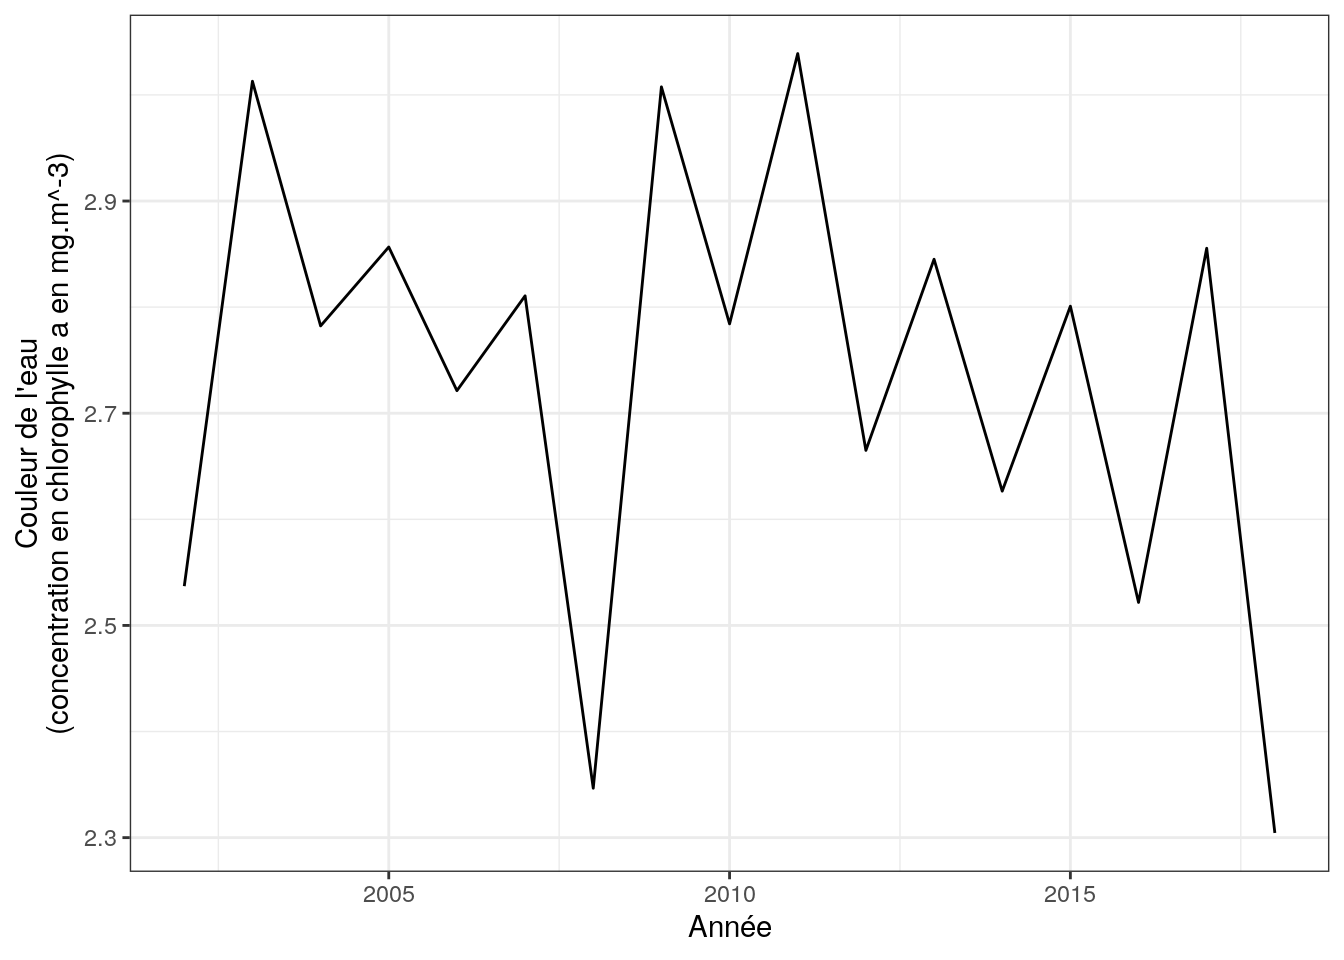 Couleur de l'eau
(concentration en chlorophylle a en mg.m^-3)
2.9
2.7
2.5
2.3
2005
2010
2015
Année